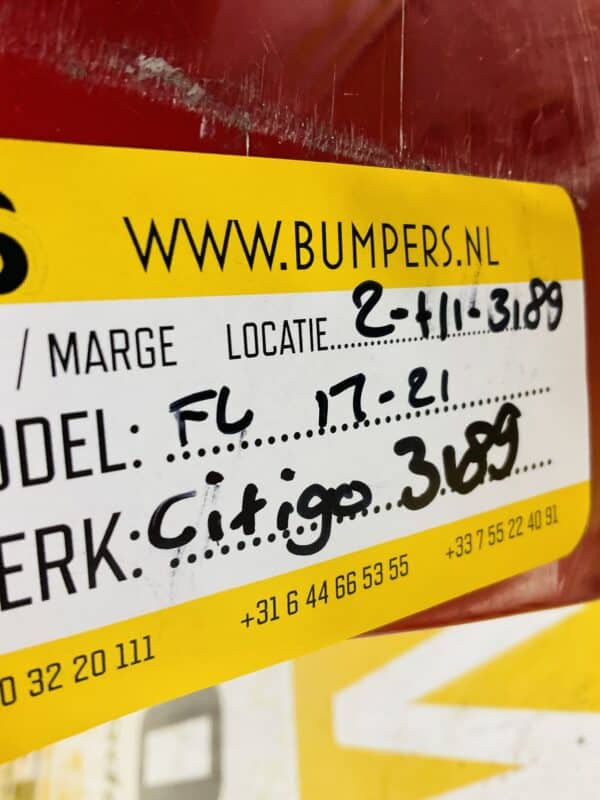 S
WWW.BUMPERS.NL
/ MARGE LOCATIE 2-H1-3189
ODEL: FL 17-21
ERK: Citigo 3189
0 32 20 111 +31 6 44 66 53 55 +33 7 55 22 40 91